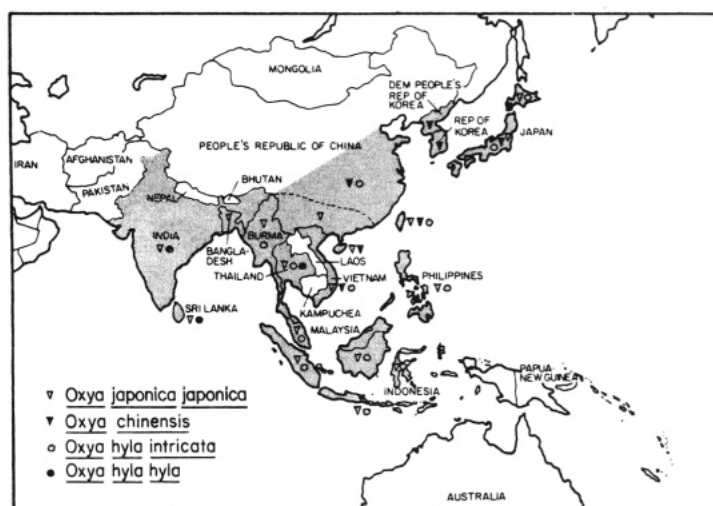 MONGOLIA
DEM PEOPLE'S
REP OF
KOREA
REP OF
KOREA
JAPAN
PEOPLE'S REPUBLIC OF CHINA
IRAN
AFGHANISTAN
PAKISTAN
NEPAL
BHUTAN
INDIA
BANGLA-
DESH
BURMA
THAILAND
LAOS
VIETNAM
KAMPUCHEA
PHILIPPINES
SRI LANKA
MALAYSIA
INDONESIA
PAPUA
NEW GUINEA
AUSTRALIA
Oxya japonica japonica
Oxya chinensis
Oxya hyla intricata
Oxya hyla hyla